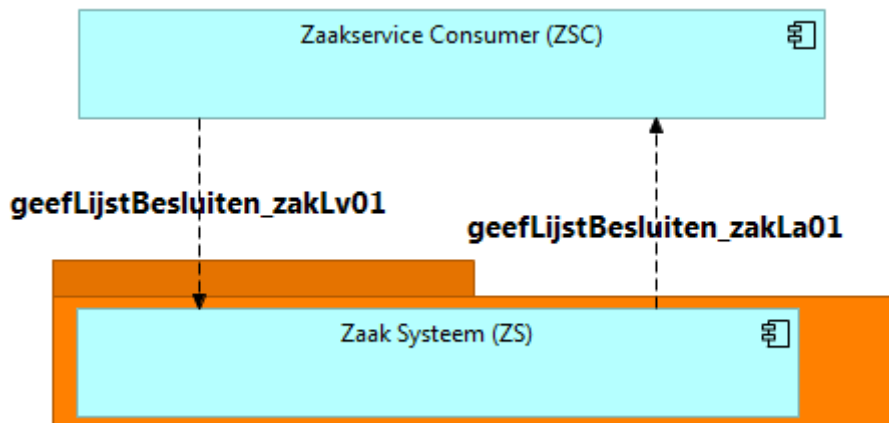 Zaakservice Consumer (ZSC)
geefLijstBesluiten_zakLv01
geefLijstBesluiten_zakLa01
Zaak Systeem (ZS)